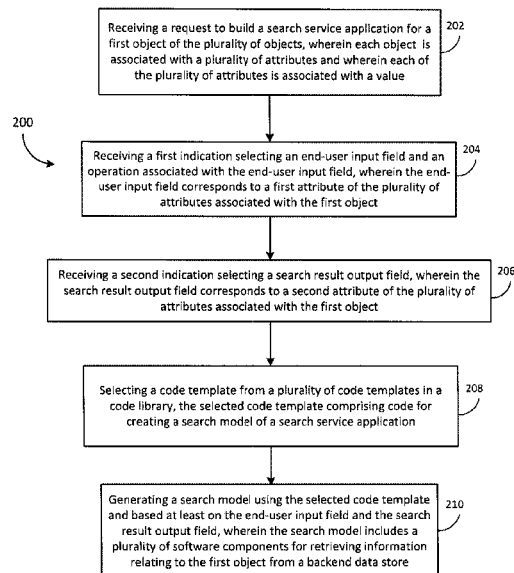 Receiving a request to build a search service application for a
first object of the plurality of objects, wherein each object is
associated with a plurality of attributes and wherein each of
the plurality of attributes is associated with a value
202
200
Receiving a first indication selecting an end-user input field and an
operation associated with the end-user input field, wherein the end-
user input field corresponds to a first attribute of the plurality of
attributes associated with the first object
204
Receiving a second indication selecting a search result output field, wherein the
search result output field corresponds to a second attribute of the plurality of
attributes associated with the first object
206
Selecting a code template from a plurality of code templates in a
code library, the selected code template comprising code for
creating a search model of a search service application
208
Generating a search model using the selected code template
and based at least on the end-user input field and the search
result output field, wherein the search model includes a
plurality of software components for retrieving information
relating to the first object from a backend data store
210